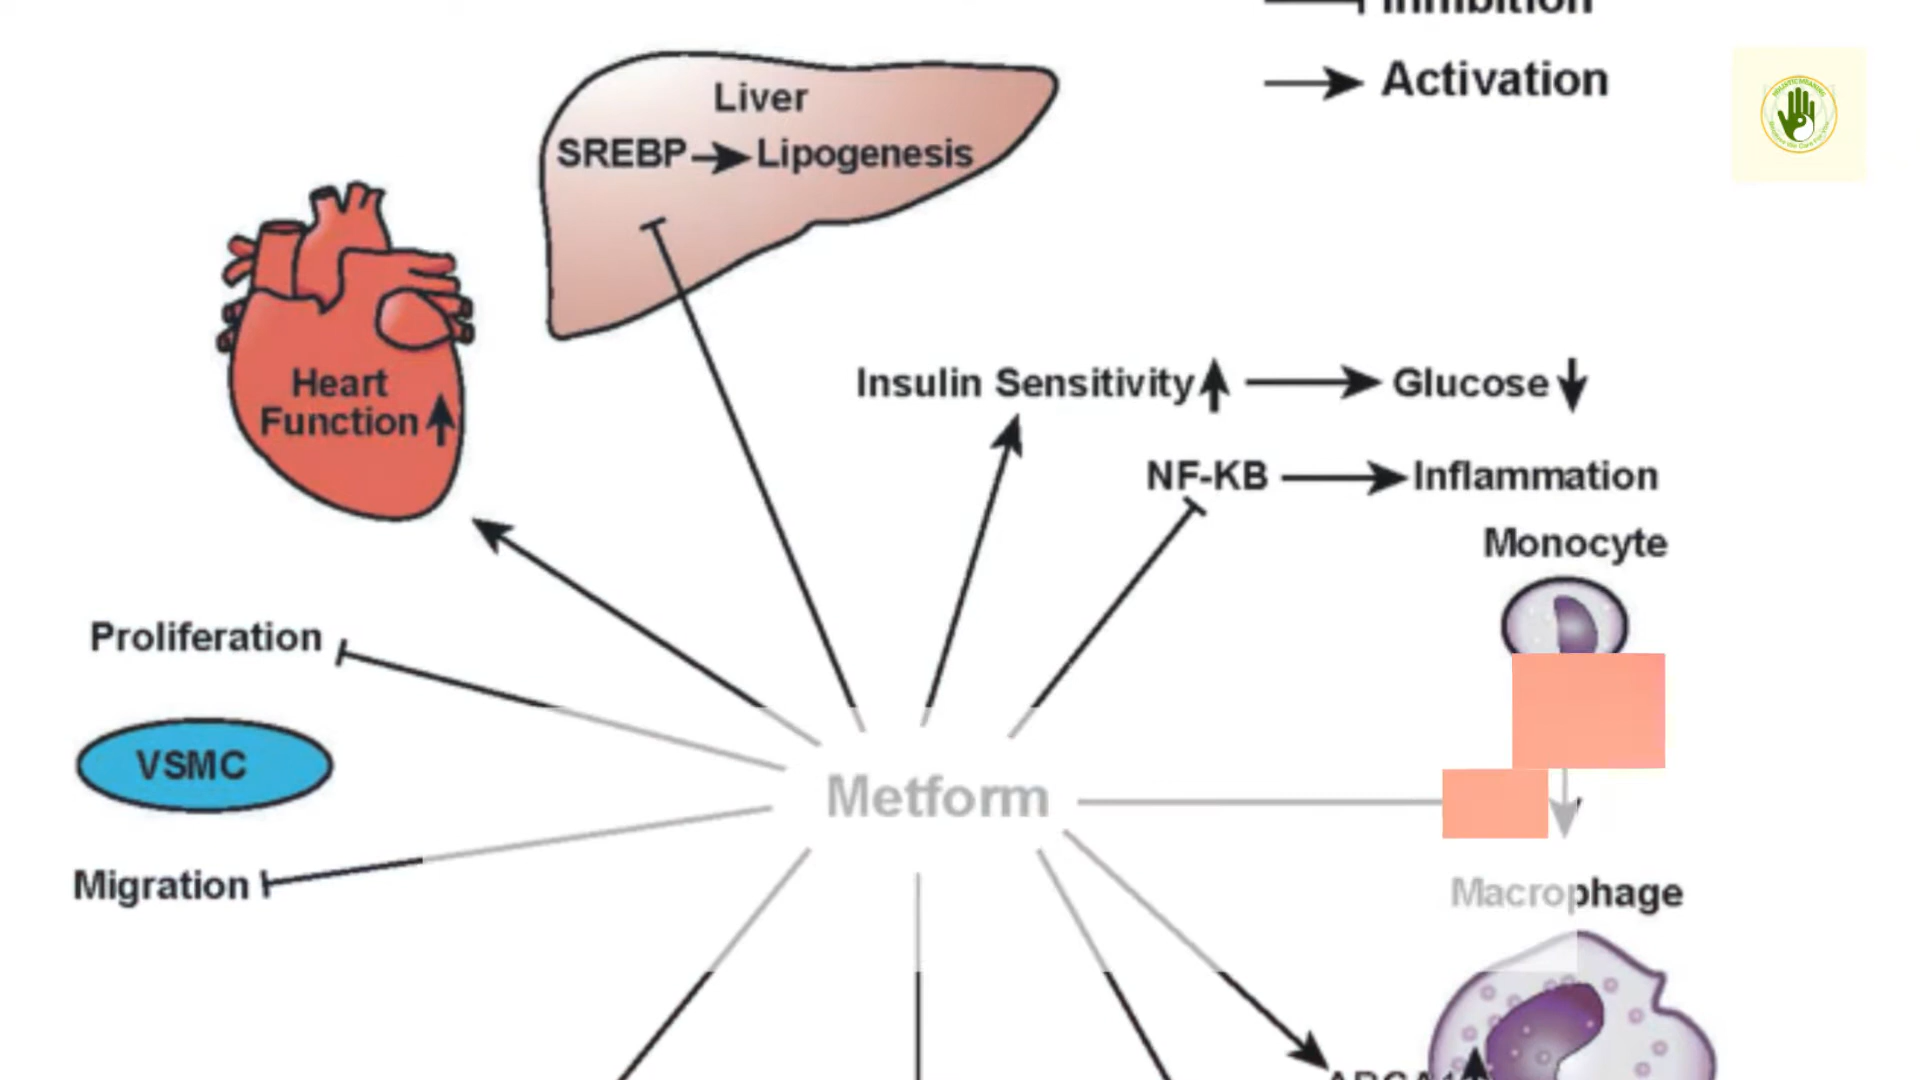 Inhibition
Activation
Liver
SREBP
Lipogenesis
Heart
Function
Insulin Sensitivity
Glucose
NF-KB
Inflammation
Monocyte
Proliferation
VSMC
Metform
Migration
Macrophage